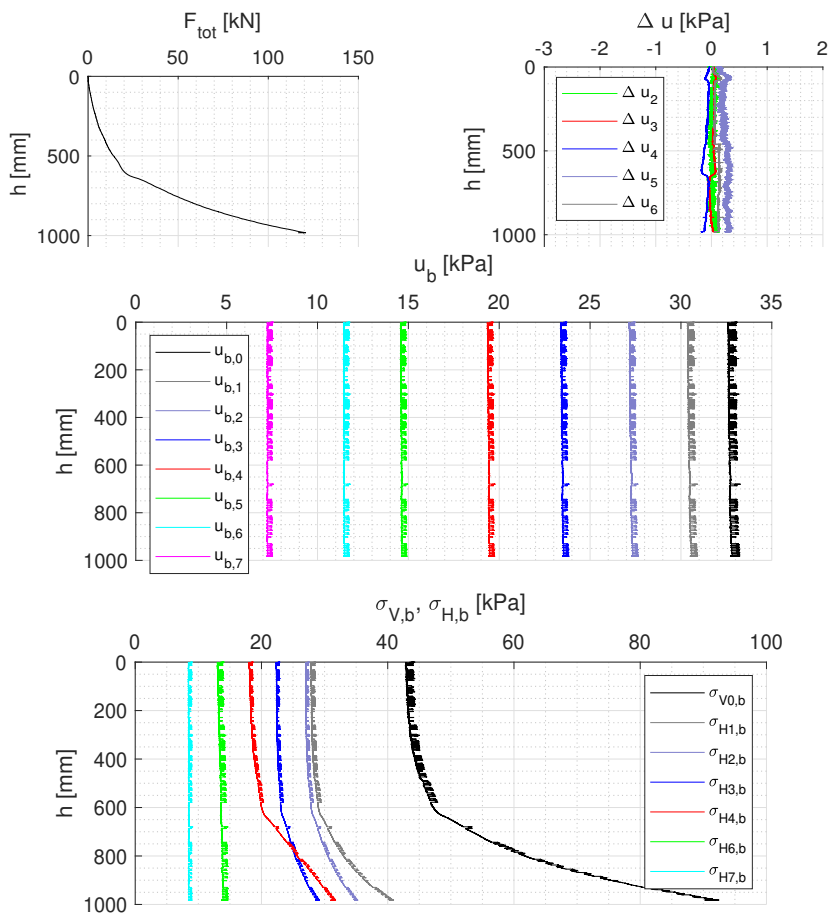 F_tot [kN]
0 50 100 150
0
500
1000
h [mm]
Δ u [kPa]
-3 -2 -1 0 1 2
0
500
1000
h [mm]
Δ u_2
Δ u_3
Δ u_4
Δ u_5
Δ u_6
u_b [kPa]
0 5 10 15 20 25 30 35
0
200
400
600
800
1000
h [mm]
u_b,0
u_b,1
u_b,2
u_b,3
u_b,4
u_b,5
u_b,6
u_b,7
σ_V,b, σ_H,b [kPa]
0 20 40 60 80 100
0
200
400
600
800
1000
h [mm]
σ_V0,b
σ_H1,b
σ_H2,b
σ_H3,b
σ_H4,b
σ_H6,b
σ_H7,b